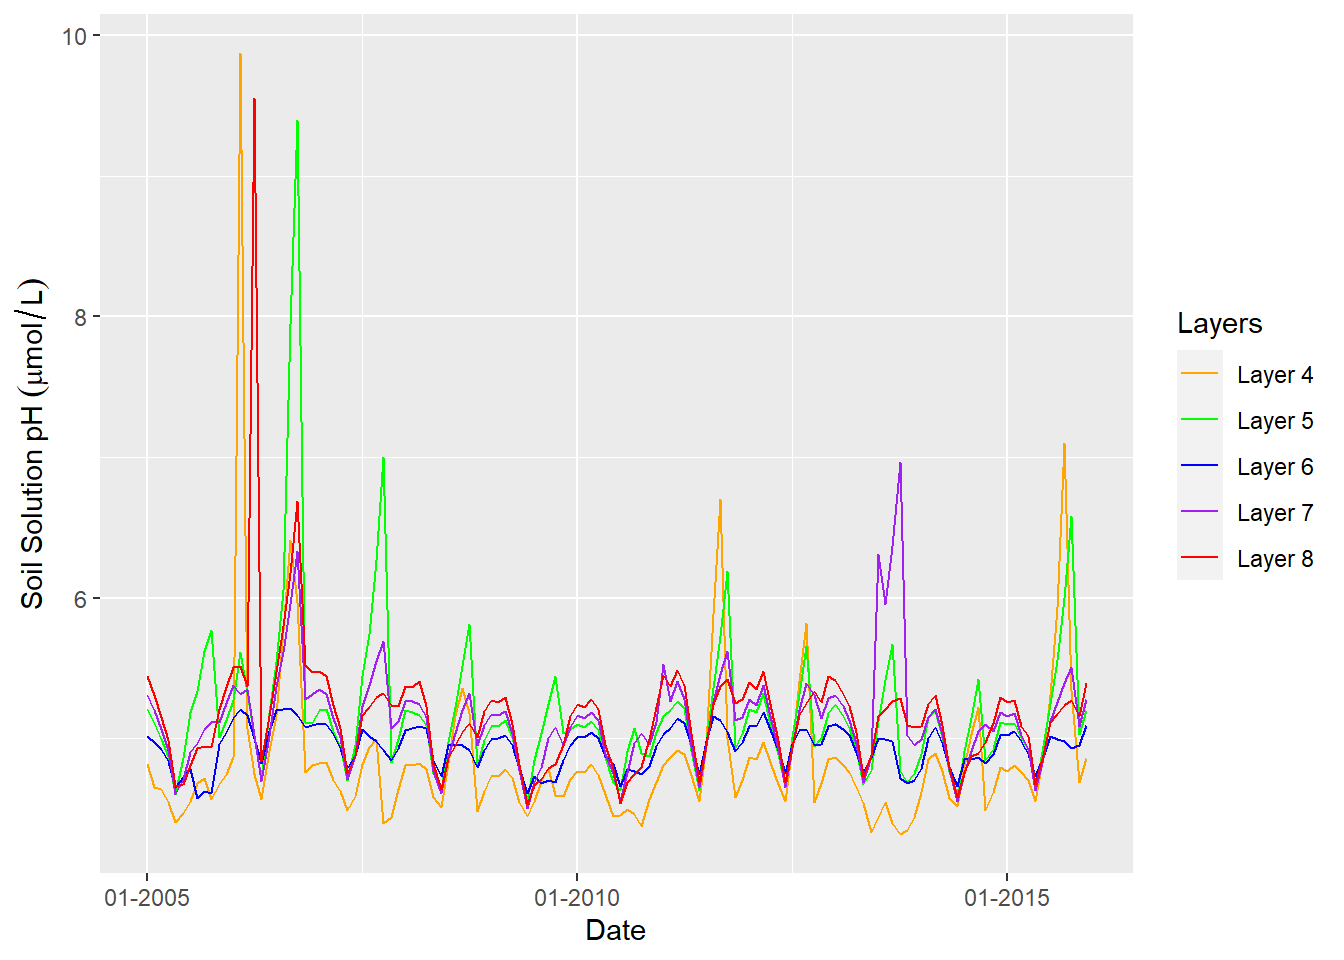 Soil Solution pH (μmol/L)
10
8
6
01-2005
01-2010
01-2015
Date
Layers
Layer 4
Layer 5
Layer 6
Layer 7
Layer 8